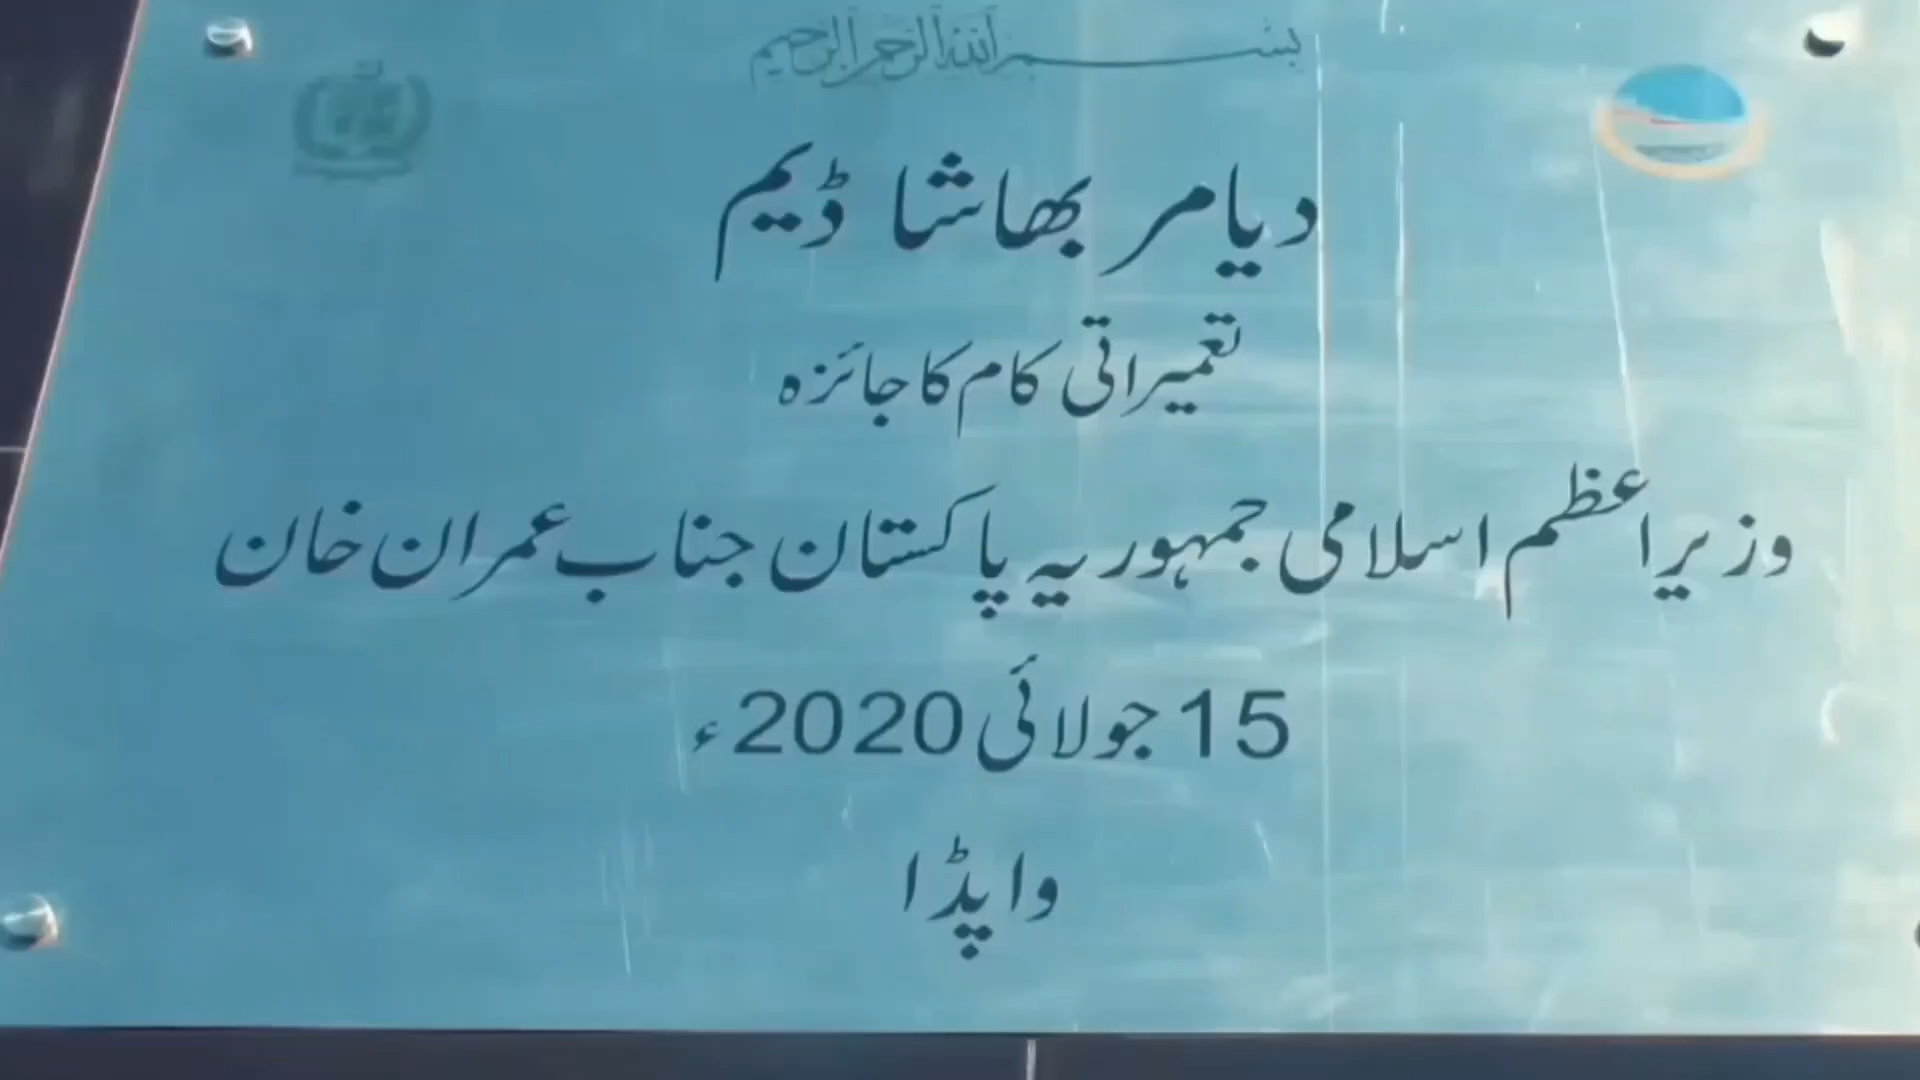 بسم الله الرحمن الرحیم
دیامر بھاشا ڈیم
تعمیراتی کام کا جائزہ
وزیراعظم اسلامی جمہوریہ پاکستان جناب عمران خان
15 جولائی 2020ء
واپڈا